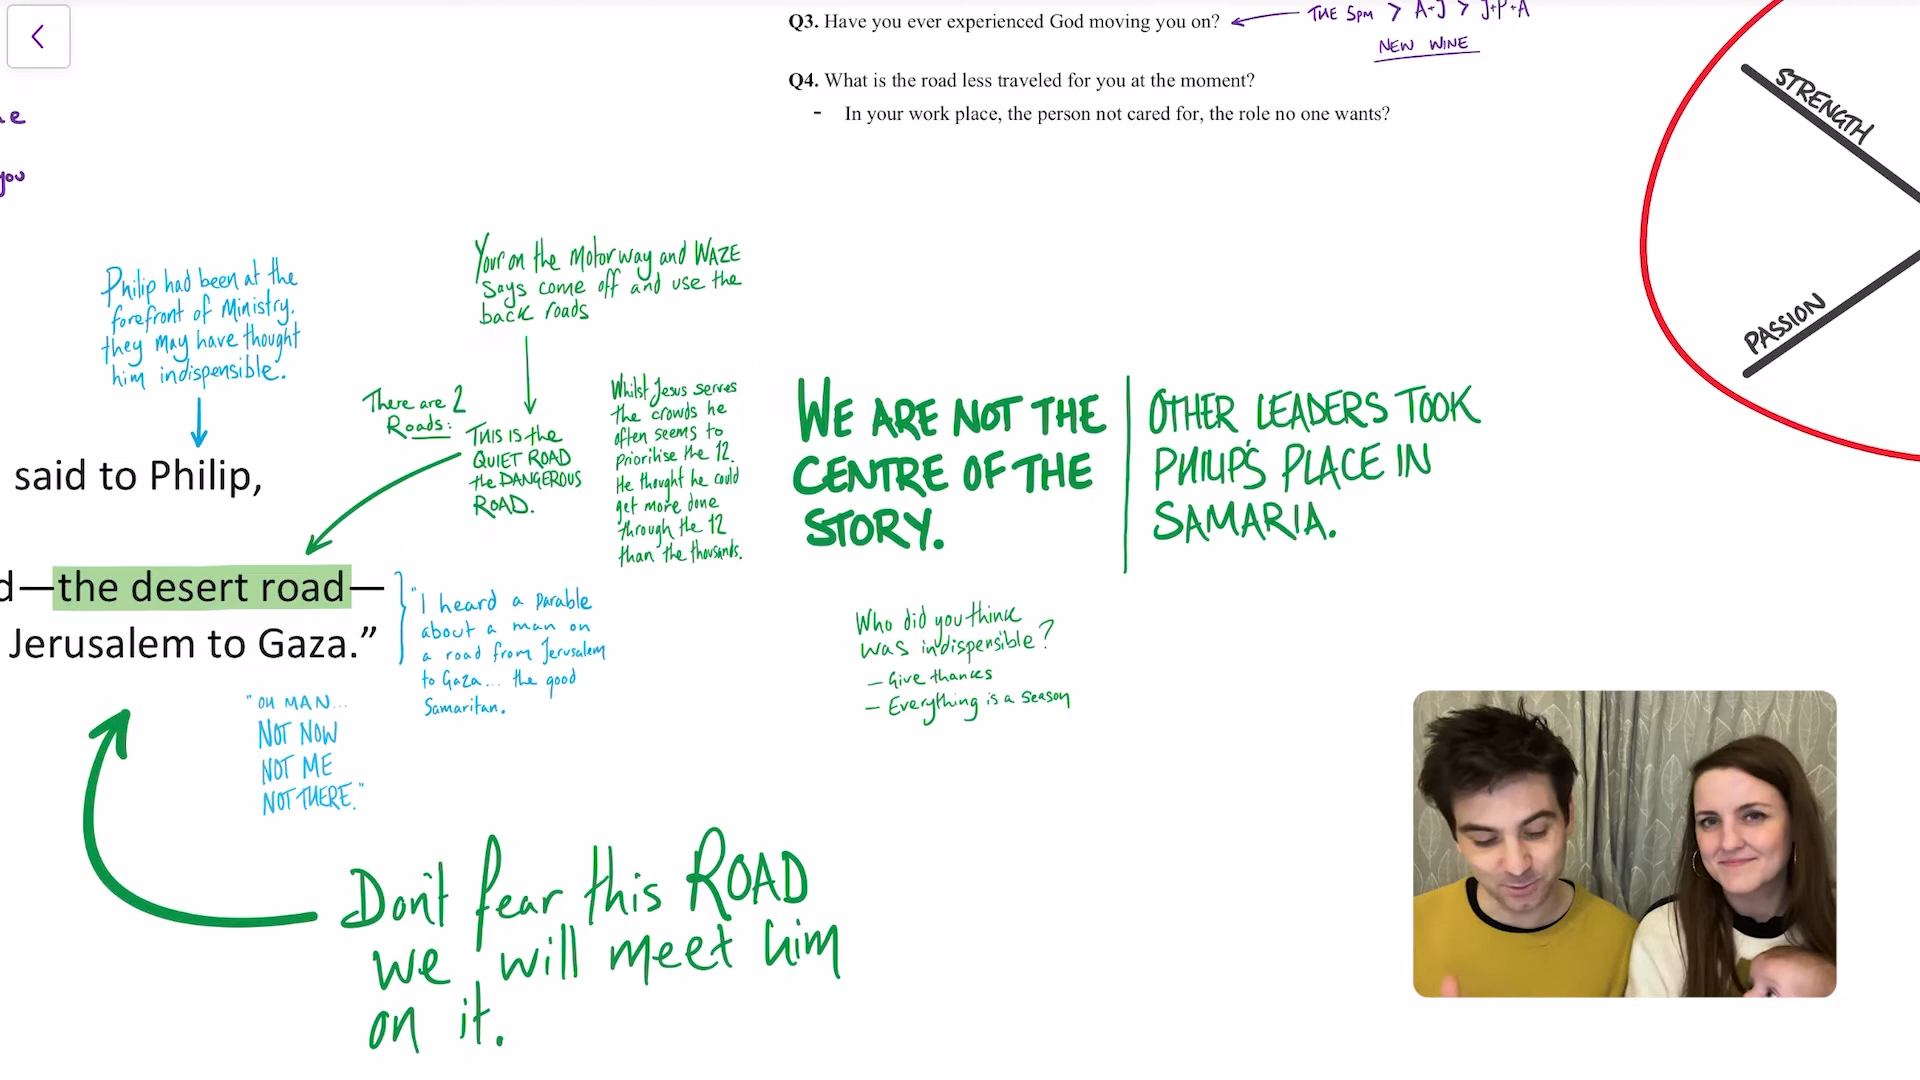 Q3. Have you ever experienced God moving you on?
THE 5PM > A+J > J+P+A
NEW WINE
Q4. What is the road less traveled for you at the moment?
- In your work place, the person not cared for, the role no one wants?
STRENGTH
PASSION
you
Philip had been at the
forefront of Ministry.
they may have thought
him indispensible.
Your on the Motorway and WAZE
says come off and use the
back roads
There are 2
Roads:
THIS IS the
QUIET ROAD
the DANGEROUS
ROAD.
Whilst Jesus serves
the crowds he
often seems to
prioritise the 12.
He thought he could
get more done
through the 12
than the thousands.
WE ARE NOT THE
CENTRE OF THE
STORY.
OTHER LEADERS TOOK
PHILIP'S PLACE IN
SAMARIA.
said to Philip,
d—the desert road—
Jerusalem to Gaza.”
"I heard a parable
about a man on
a road from Jerusalem
to Gaza... the good
Samaritan.
"OH MAN...
NOT NOW
NOT ME
NOT THERE."
Who did you think
was indispensible?
- Give thanks
- Everything is a season
Don't fear this ROAD
we will meet him
on it.